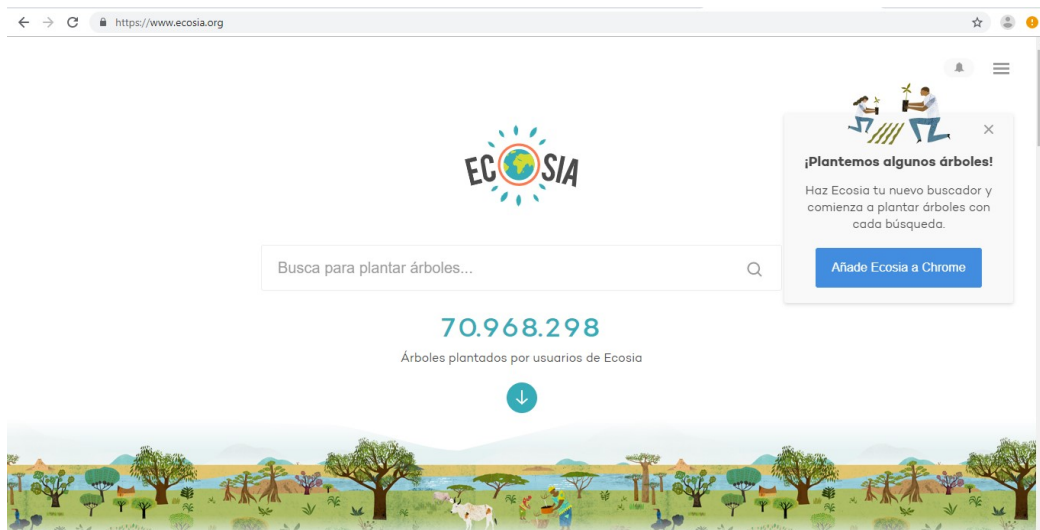 https://www.ecosia.org
ECOSIA
¡Plantemos algunos árboles!
Haz Ecosia tu nuevo buscador y
comienza a plantar árboles con
cada búsqueda.
Añade Ecosia a Chrome
Busca para plantar árboles...
70.968.298
Árboles plantados por usuarios de Ecosia